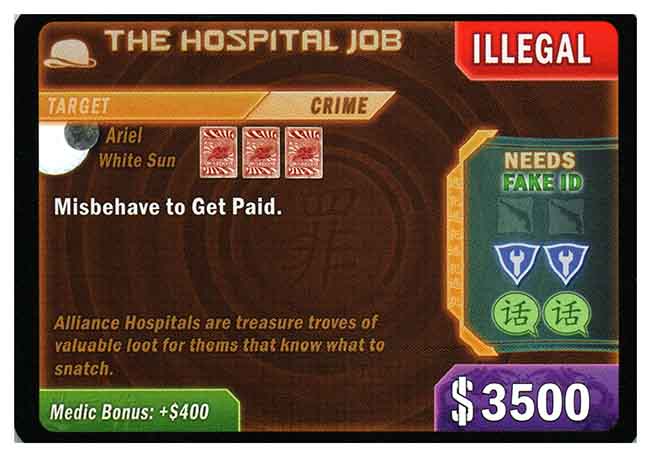 THE HOSPITAL JOB
ILLEGAL
TARGET
CRIME
Ariel
White Sun
Misbehave to Get Paid.
罪
NEEDS
FAKE ID
话 话
Alliance Hospitals are treasure troves of
valuable loot for thems that know what to
snatch.
Medic Bonus: +$400
$3500